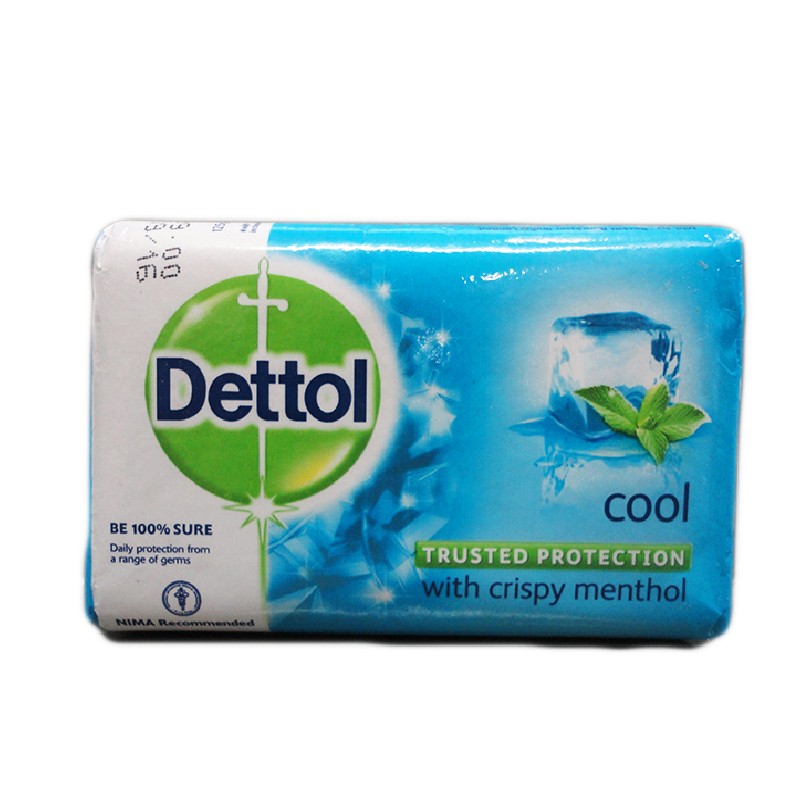 Dettol
BE 100% SURE
Daily protection from
a range of germs
NIMA Recommended
cool
TRUSTED PROTECTION
with crispy menthol